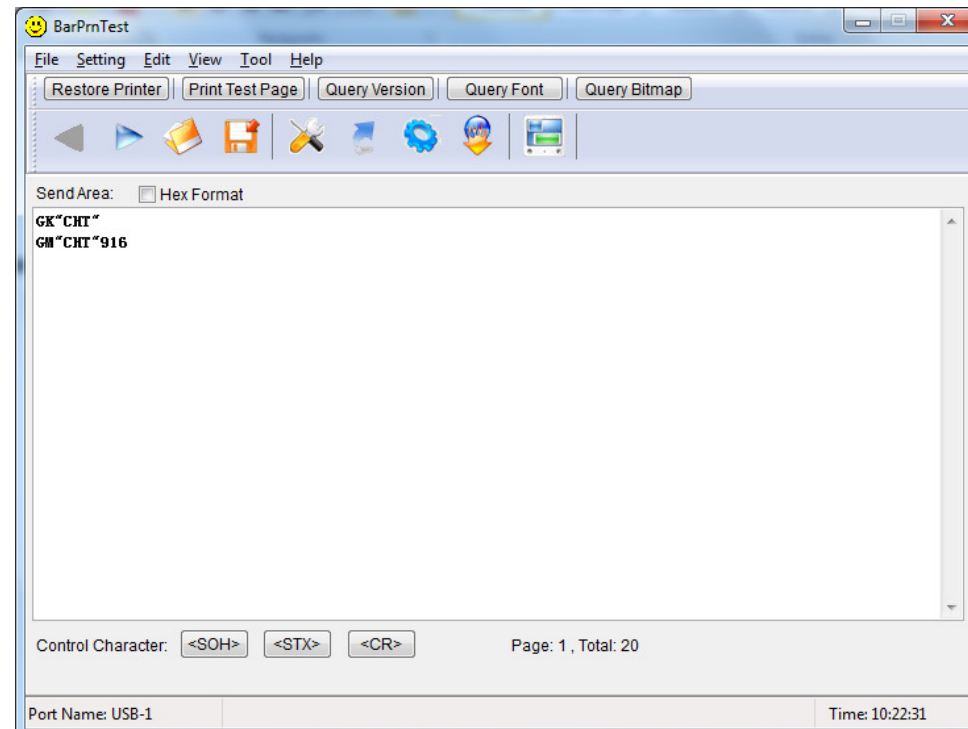 BarPrnTest
File Setting Edit View Tool Help
Restore Printer Print Test Page Query Version Query Font Query Bitmap
Send Area: Hex Format
GK"CHT"
GM"CHT"916
Control Character: <SOH> <STX> <CR> Page: 1 , Total: 20
Port Name: USB-1 Time: 10:22:31